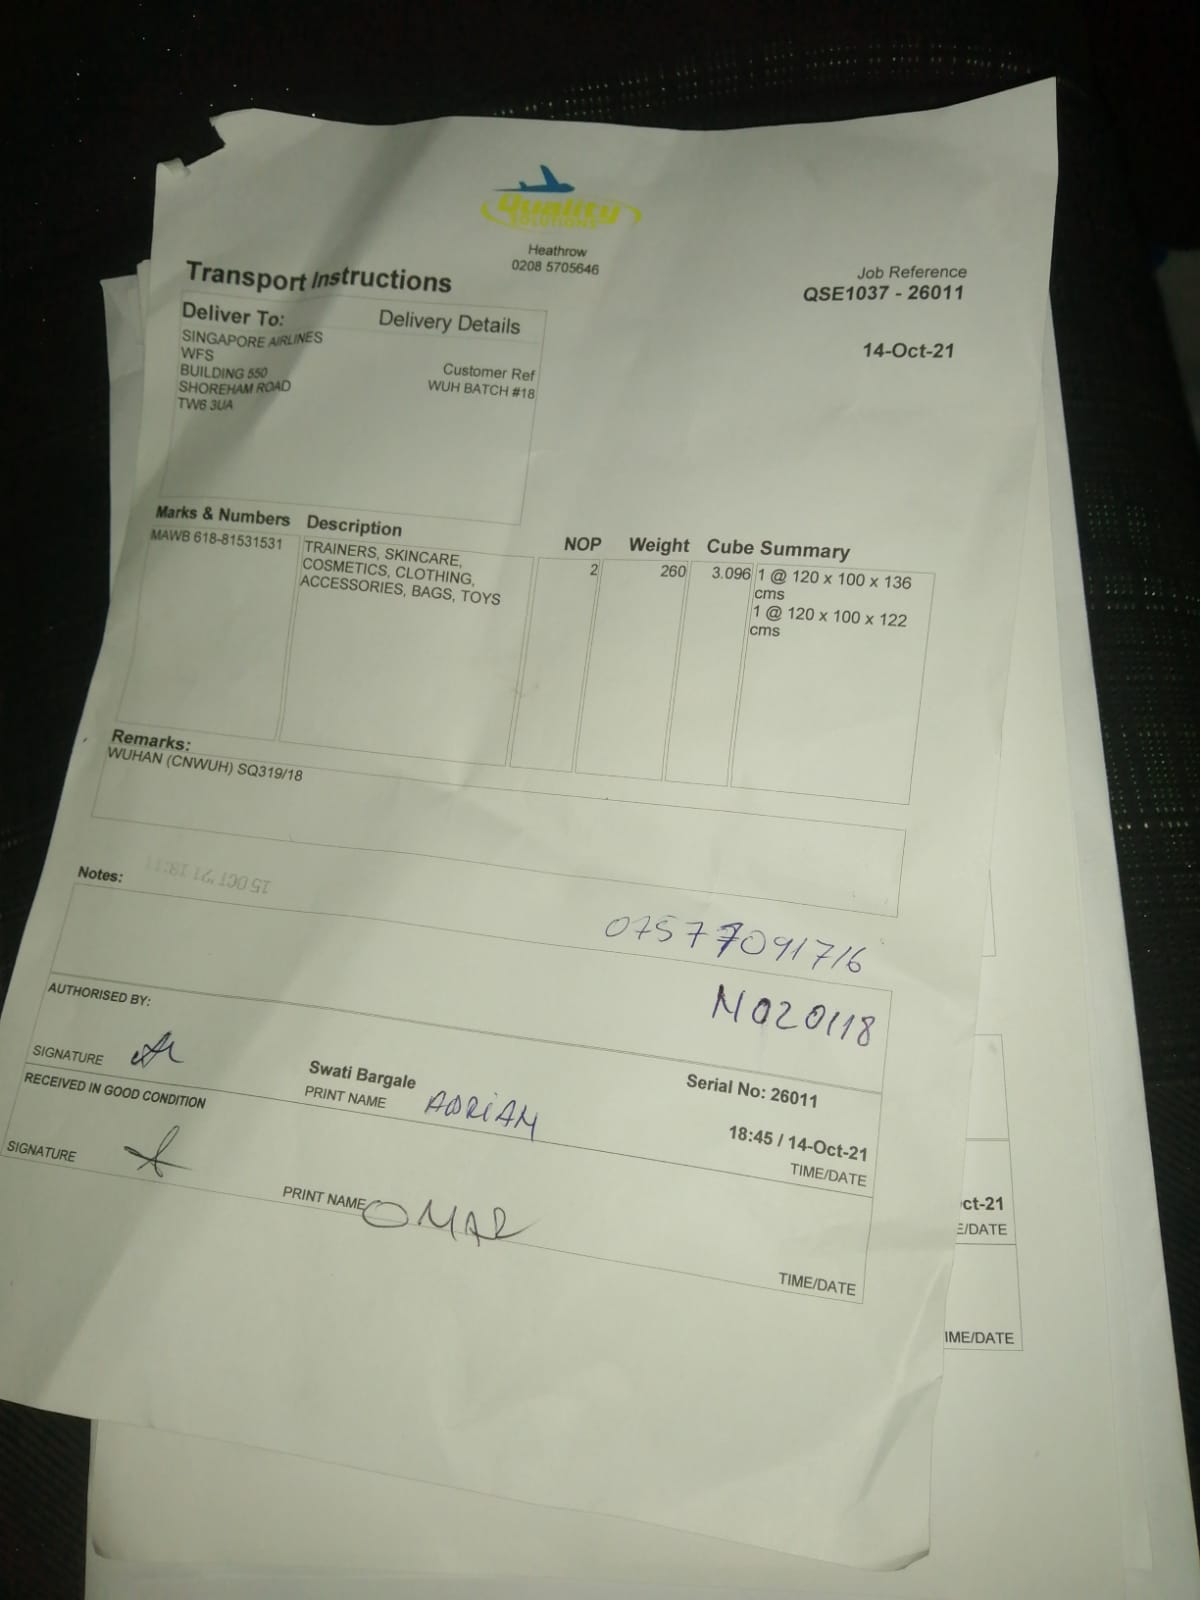 Quality
SOLUTIONS
Heathrow
0208 5705646
Transport Instructions
Job Reference
QSE1037 - 26011
14-Oct-21
Deliver To: Delivery Details
SINGAPORE AIRLINES
WFS
BUILDING 550
SHOREHAM ROAD
TW6 3UA
Customer Ref
WUH BATCH #18
Marks & Numbers Description NOP Weight Cube Summary
MAWB 618-81531531
TRAINERS, SKINCARE,
COSMETICS, CLOTHING,
ACCESSORIES, BAGS, TOYS
2 260 3.096
1 @ 120 x 100 x 136
cms
1 @ 120 x 100 x 122
cms
Remarks:
WUHAN (CNWUH) SQ319/18
Notes:
15 OCT '21 18:11
07577091716
N020118
AUTHORISED BY:
SIGNATURE
Swati Bargale
PRINT NAME ADRIAN
Serial No: 26011
18:45 / 14-Oct-21
TIME/DATE
RECEIVED IN GOOD CONDITION
SIGNATURE
PRINT NAME OMAR
TIME/DATE
ct-21
E/DATE
IME/DATE